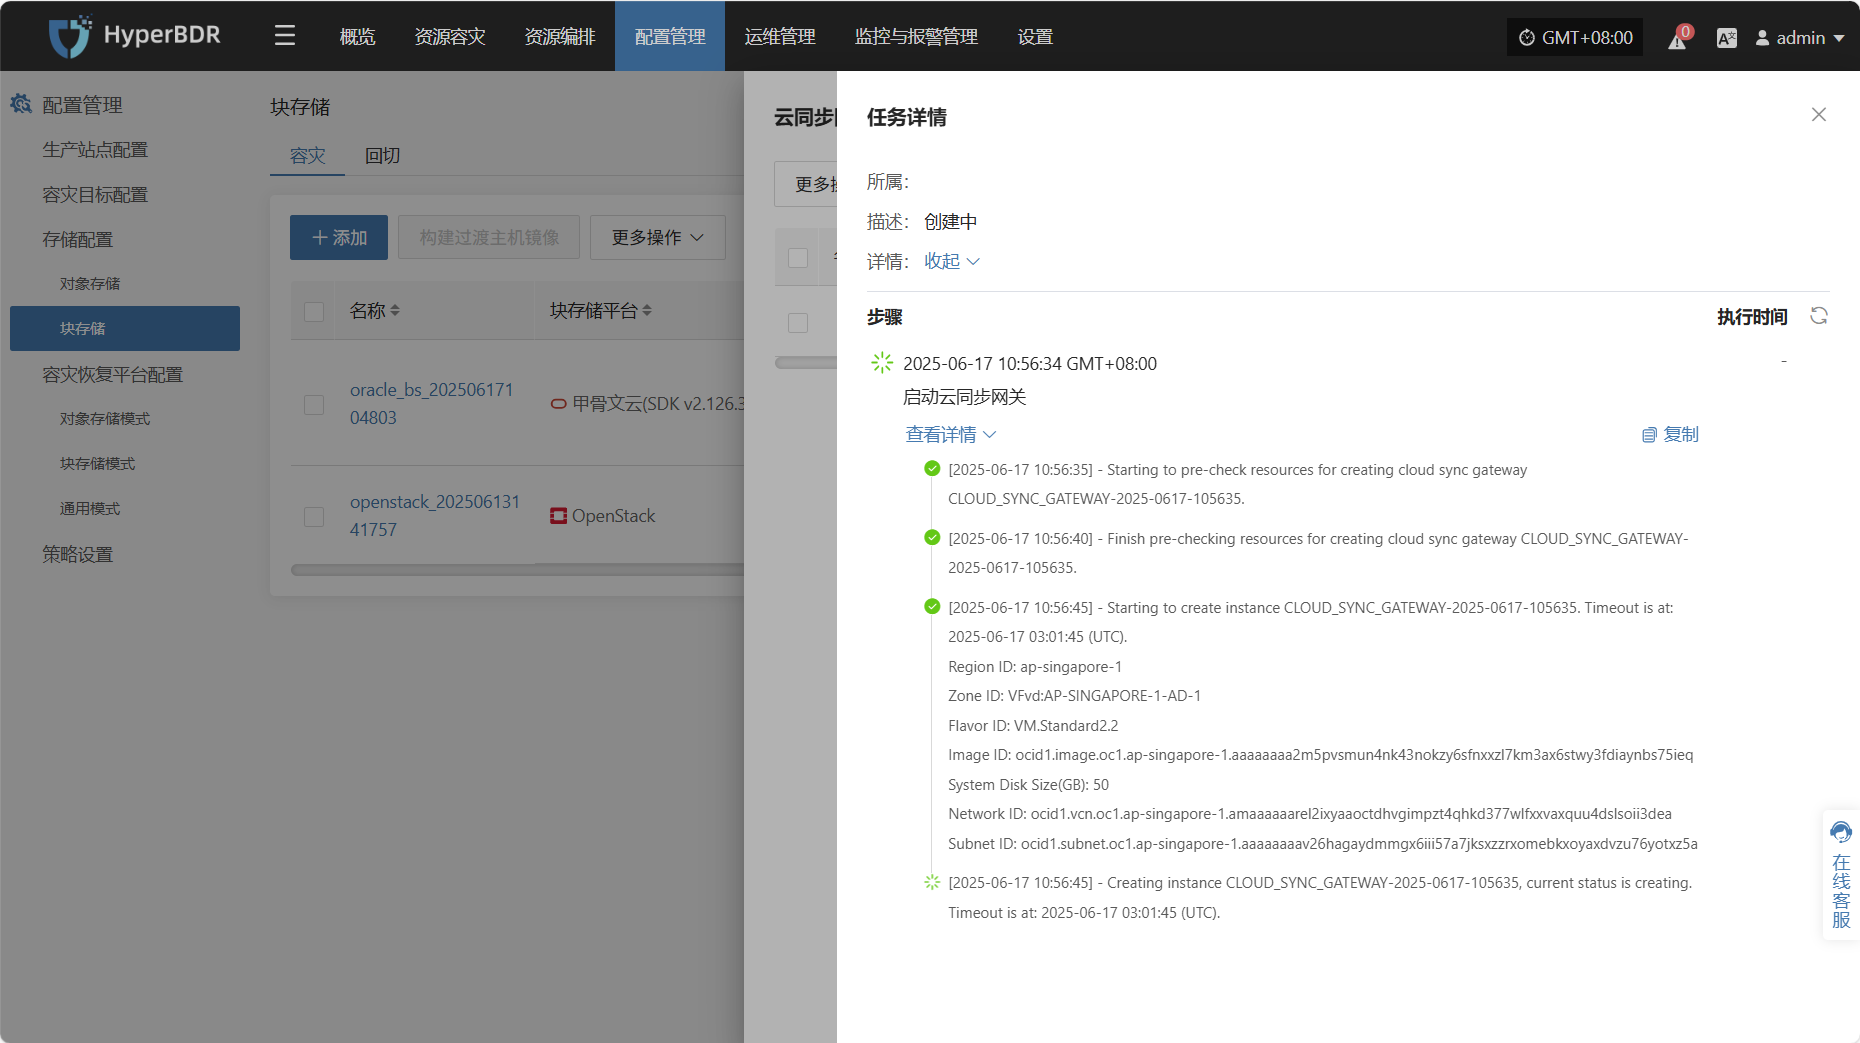 HyperBDR
概览
资源容灾
资源编排
配置管理
运维管理
监控与报警管理
设置
GMT+08:00
0
admin
配置管理
生产站点配置
容灾目标配置
存储配置
对象存储
块存储
容灾恢复平台配置
对象存储模式
块存储模式
通用模式
策略设置
块存储
容灾
回切
添加
构建过渡主机镜像
更多操作
名称
块存储平台
oracle_bs_202506171
04803
甲骨文云(SDK v2.126.3
openstack_202506131
41757
OpenStack
云同步
更多
任务详情
所属：
描述： 创建中
详情： 收起
步骤
执行时间
2025-06-17 10:56:34 GMT+08:00
-
启动云同步网关
查看详情
复制
[2025-06-17 10:56:35] - Starting to pre-check resources for creating cloud sync gateway
CLOUD_SYNC_GATEWAY-2025-0617-105635.
[2025-06-17 10:56:40] - Finish pre-checking resources for creating cloud sync gateway CLOUD_SYNC_GATEWAY-
2025-0617-105635.
[2025-06-17 10:56:45] - Starting to create instance CLOUD_SYNC_GATEWAY-2025-0617-105635. Timeout is at:
2025-06-17 03:01:45 (UTC).
Region ID: ap-singapore-1
Zone ID: VFvd:AP-SINGAPORE-1-AD-1
Flavor ID: VM.Standard2.2
Image ID: ocid1.image.oc1.ap-singapore-1.aaaaaaaa2m5pvsmun4nk43nokzy6sfnxxzl7km3ax6stwy3fdiaynbs75ieq
System Disk Size(GB): 50
Network ID: ocid1.vcn.oc1.ap-singapore-1.amaaaaaarel2ixyaaoctdhvgimpzt4qhkd377wlfxxvaxquu4dslsoii3dea
Subnet ID: ocid1.subnet.oc1.ap-singapore-1.aaaaaaaav26hagaydmmgx6iii57a7jksxzzrxomebkxoyaxdvzu76yotxz5a
[2025-06-17 10:56:45] - Creating instance CLOUD_SYNC_GATEWAY-2025-0617-105635, current status is creating.
Timeout is at: 2025-06-17 03:01:45 (UTC).
在线客服